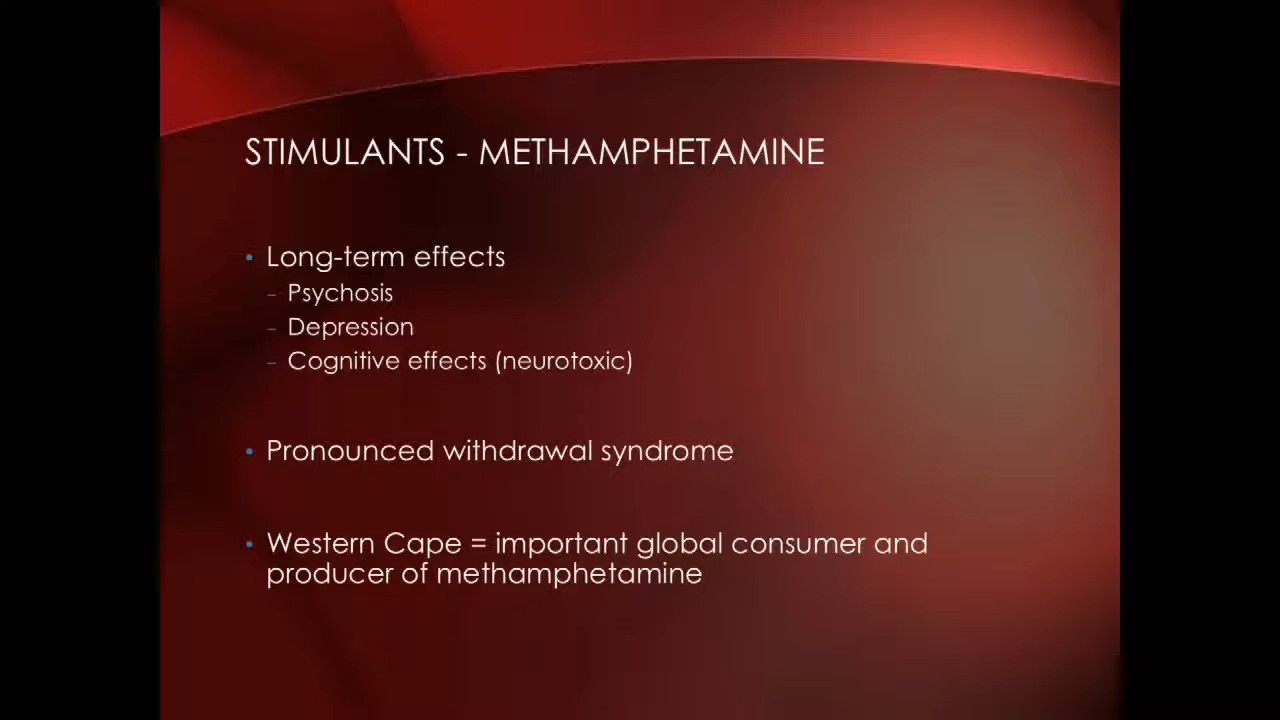 STIMULANTS - METHAMPHETAMINE
• Long-term effects
– Psychosis
– Depression
– Cognitive effects (neurotoxic)
• Pronounced withdrawal syndrome
• Western Cape = important global consumer and
producer of methamphetamine